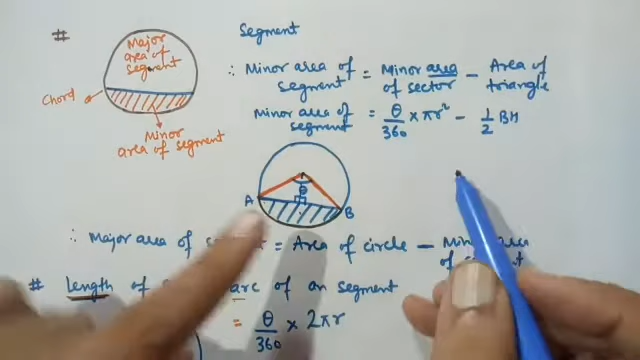 #
Segment
Major
area of
segment
Chord
Minor
area of segment
∴ Minor area of segment = Minor area of sector - Area of triangle
Minor area of segment = θ/360 × πr² - 1/2 BH
θ
A
B
∴ Major area of = Area of circle - area of
# Length of arc of an segment
= θ/360 × 2πr